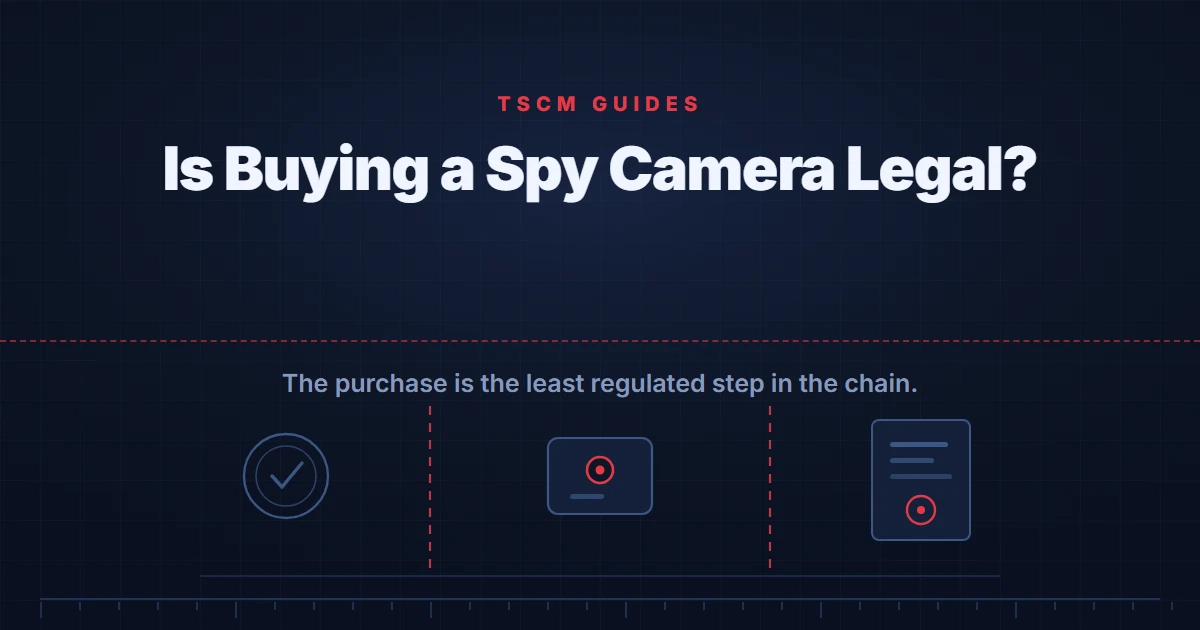 TSCM GUIDES
Is Buying a Spy Camera Legal?
The purchase is the least regulated step in the chain.